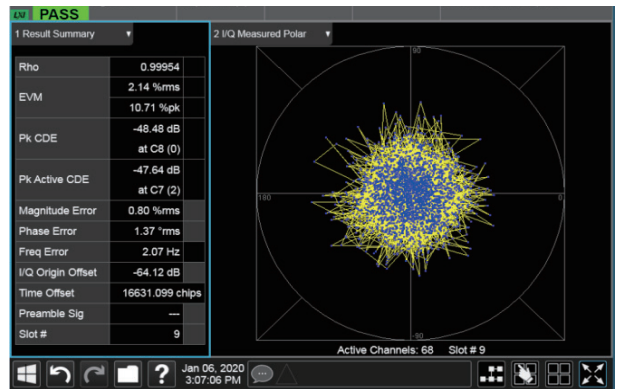 LXI PASS
1 Result Summary
2 I/Q Measured Polar
Rho 0.99954
EVM 2.14 %rms
10.71 %pk
Pk CDE -48.48 dB
at C8 (0)
Pk Active CDE -47.64 dB
at C7 (2)
Magnitude Error 0.80 %rms
Phase Error 1.37 °rms
Freq Error 2.07 Hz
I/Q Origin Offset -64.12 dB
Time Offset 16631.099 chips
Preamble Sig ---
Slot # 9
90
180
0
-90
Active Channels: 68 Slot # 9
?
Jan 06, 2020
3:07:06 PM